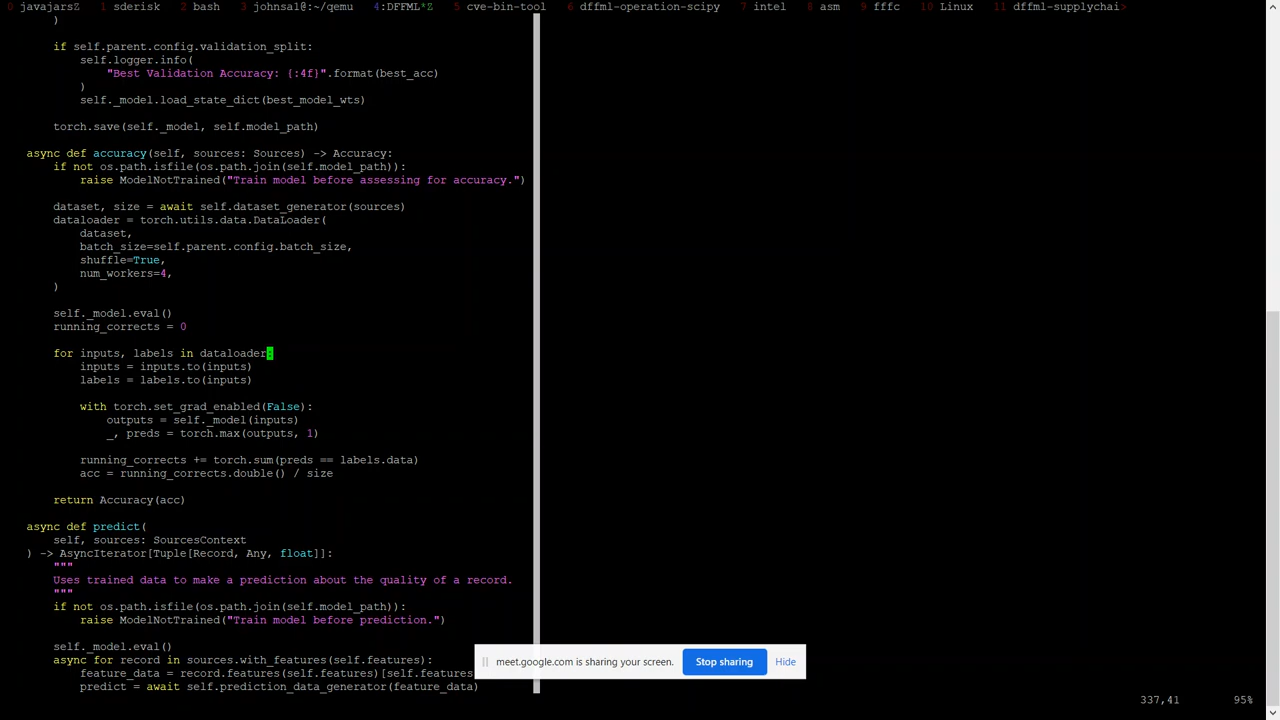 0 javajarsZ 1 sderisk 2 bash 3 johnsa1@:~/qemu 4:DFFML*Z 5 cve-bin-tool 6 dffml-operation-scipy 7 intel 8 asm 9 fffc 10 Linux 11 dffml-supplychai>
)
if self.parent.config.validation_split:
self.logger.info(
"Best Validation Accuracy: {:4f}".format(best_acc)
)
self._model.load_state_dict(best_model_wts)
torch.save(self._model, self.model_path)
async def accuracy(self, sources: Sources) -> Accuracy:
if not os.path.isfile(os.path.join(self.model_path)):
raise ModelNotTrained("Train model before assessing for accuracy.")
dataset, size = await self.dataset_generator(sources)
dataloader = torch.utils.data.DataLoader(
dataset,
batch_size=self.parent.config.batch_size,
shuffle=True,
num_workers=4,
)
self._model.eval()
running_corrects = 0
for inputs, labels in dataloader:
inputs = inputs.to(inputs)
labels = labels.to(inputs)
with torch.set_grad_enabled(False):
outputs = self._model(inputs)
_, preds = torch.max(outputs, 1)
running_corrects += torch.sum(preds == labels.data)
acc = running_corrects.double() / size
return Accuracy(acc)
async def predict(
self, sources: SourcesContext
) -> AsyncIterator[Tuple[Record, Any, float]]:
"""
Uses trained data to make a prediction about the quality of a record.
"""
if not os.path.isfile(os.path.join(self.model_path)):
raise ModelNotTrained("Train model before prediction.")
self._model.eval()
async for record in sources.with_features(self.features):
feature_data = record.features(self.features)[self.features
predict = await self.prediction_data_generator(feature_data)
meet.google.com is sharing your screen. Stop sharing Hide
337,41 95%